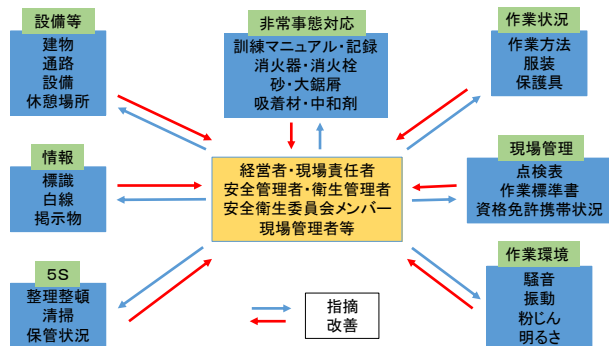 設備等
建物
通路
設備
休憩場所
非常事態対応
訓練マニュアル・記録
消火器・消火栓
砂・大鋸屑
吸着材・中和剤
作業状況
作業方法
服装
保護具
情報
標識
白線
掲示物
経営者・現場責任者
安全管理者・衛生管理者
安全衛生委員会メンバー
現場管理者等
現場管理
点検表
作業標準書
資格免許携帯状況
5S
整理整頓
清掃
保管状況
指摘
改善
作業環境
騒音
振動
粉じん
明るさ